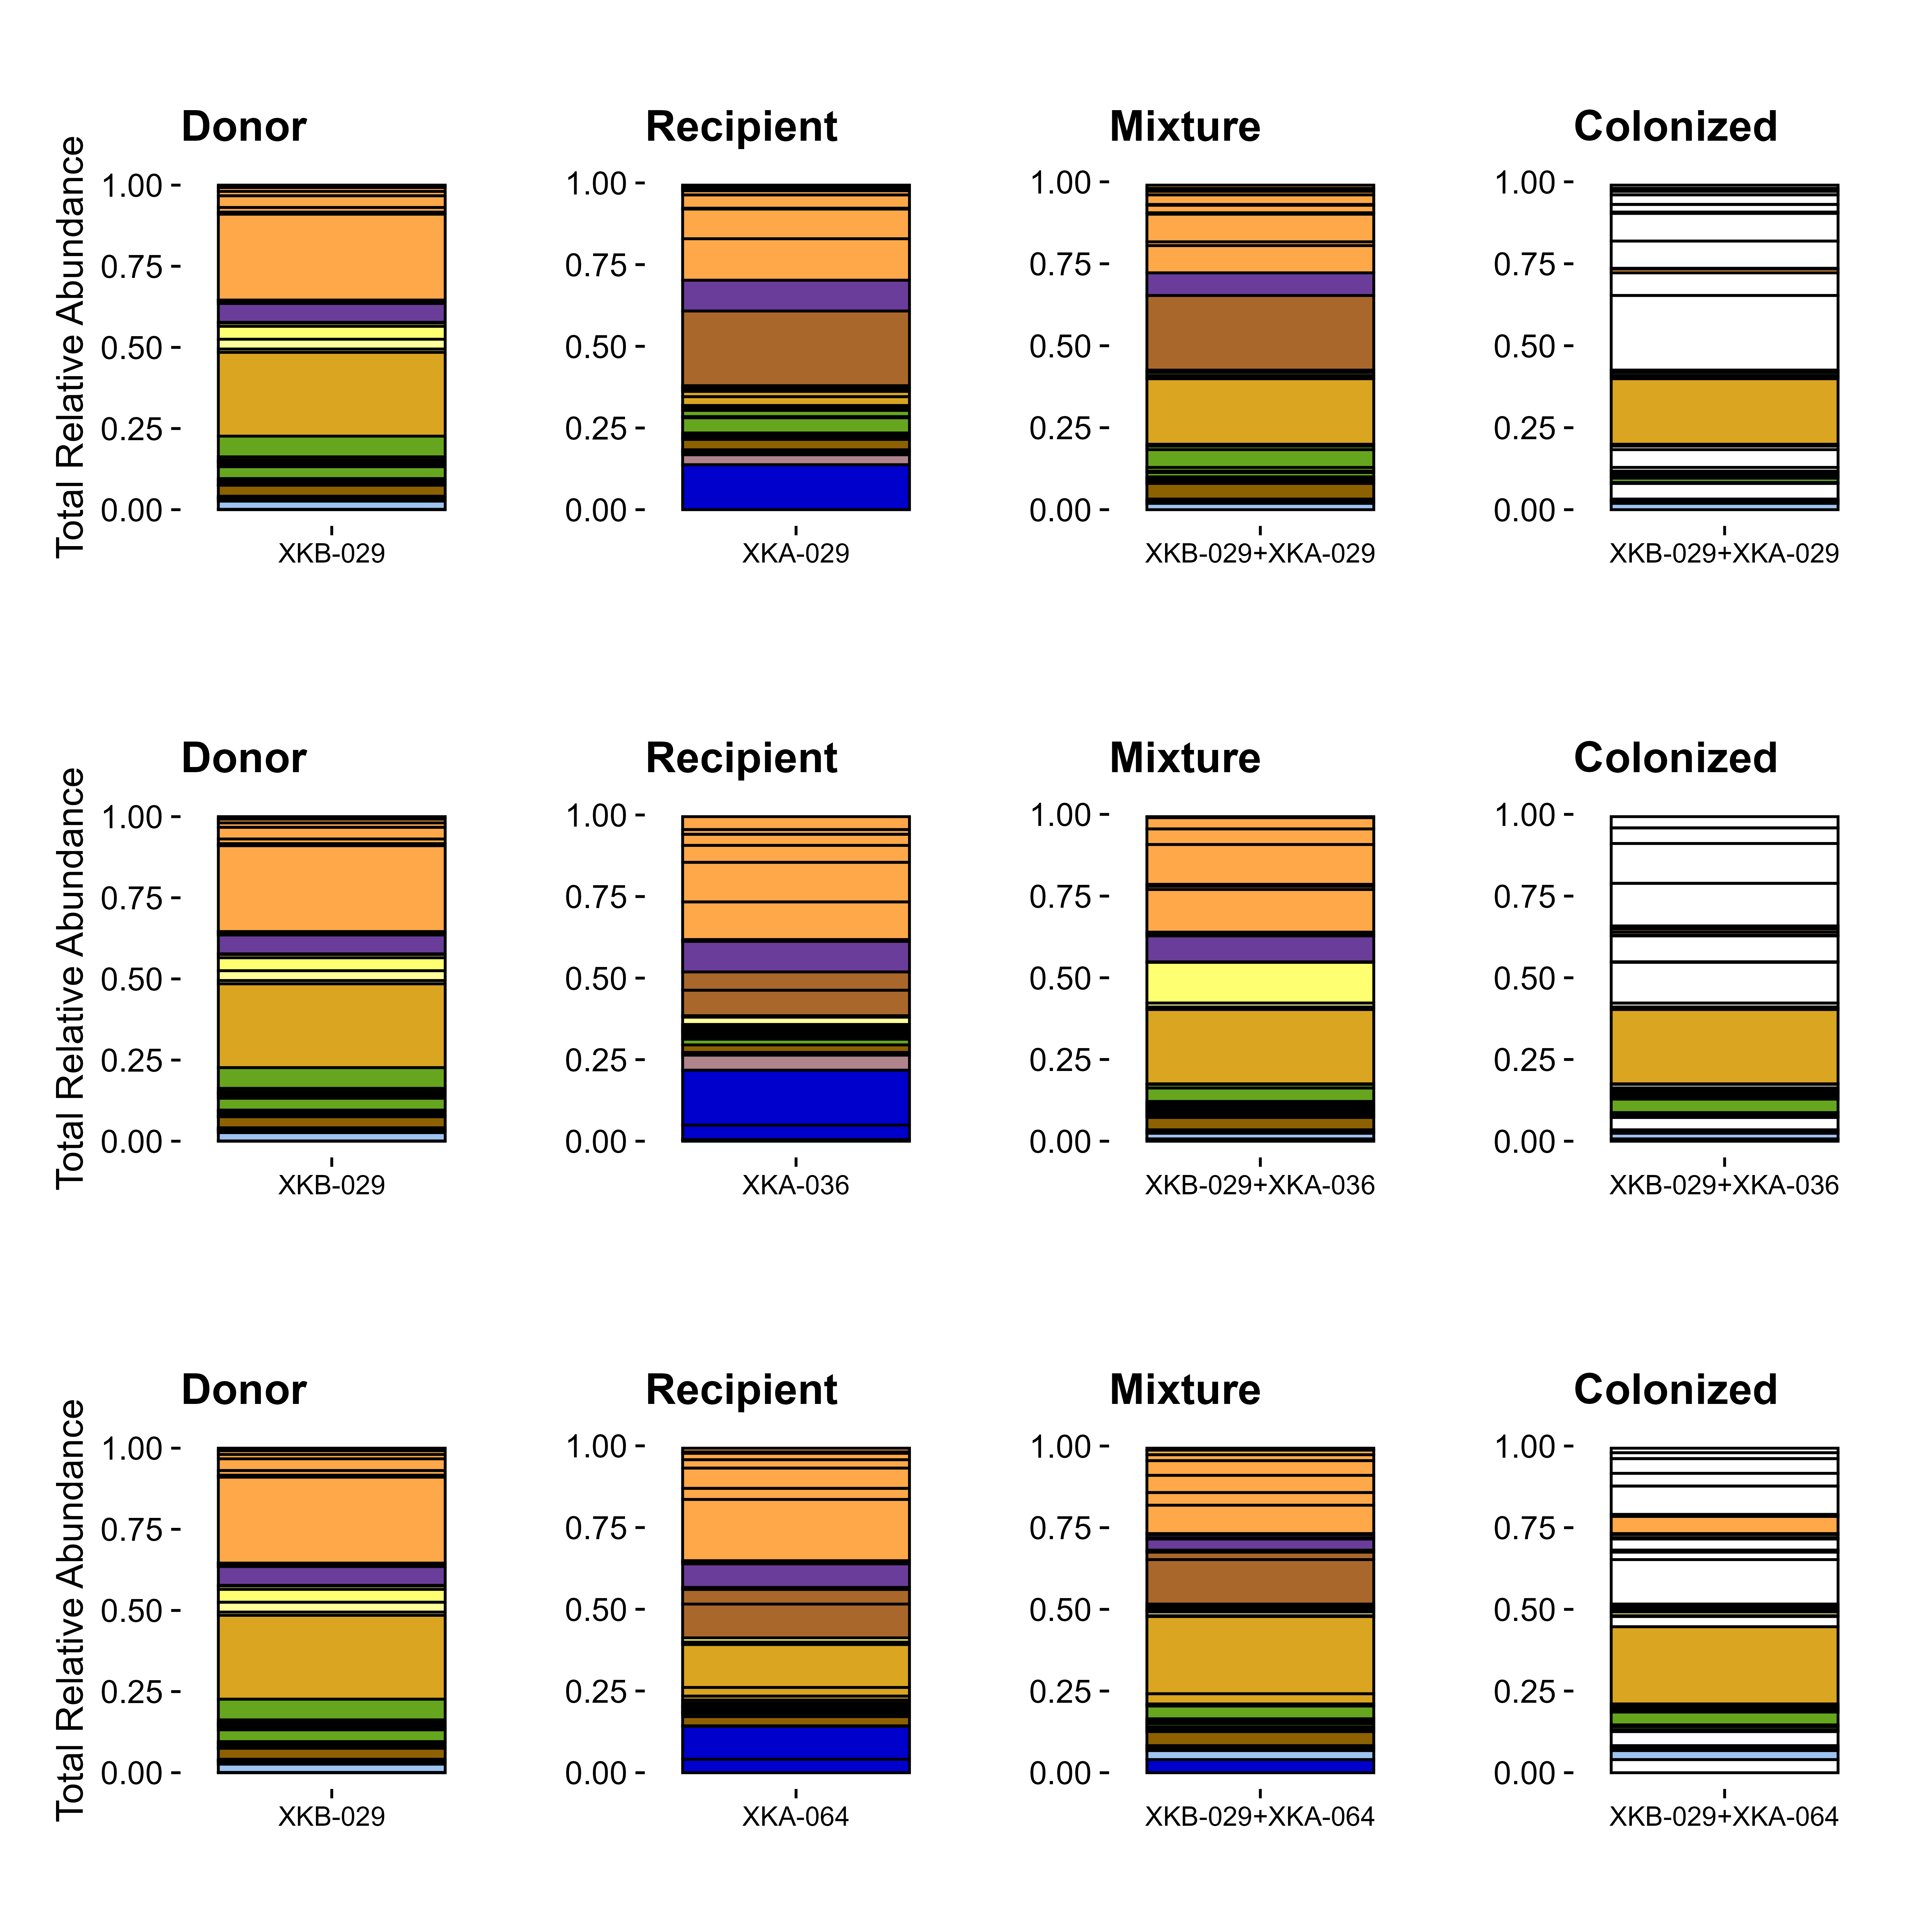 Donor Recipient Mixture Colonized
Total Relative Abundance
1.00 1.00 1.00 1.00
0.75 0.75 0.75 0.75
0.50 0.50 0.50 0.50
0.25 0.25 0.25 0.25
0.00 0.00 0.00 0.00
XKB-029 XKA-029 XKB-029+XKA-029 XKB-029+XKA-029
Donor Recipient Mixture Colonized
Total Relative Abundance
1.00 1.00 1.00 1.00
0.75 0.75 0.75 0.75
0.50 0.50 0.50 0.50
0.25 0.25 0.25 0.25
0.00 0.00 0.00 0.00
XKB-029 XKA-036 XKB-029+XKA-036 XKB-029+XKA-036
Donor Recipient Mixture Colonized
Total Relative Abundance
1.00 1.00 1.00 1.00
0.75 0.75 0.75 0.75
0.50 0.50 0.50 0.50
0.25 0.25 0.25 0.25
0.00 0.00 0.00 0.00
XKB-029 XKA-064 XKB-029+XKA-064 XKB-029+XKA-064